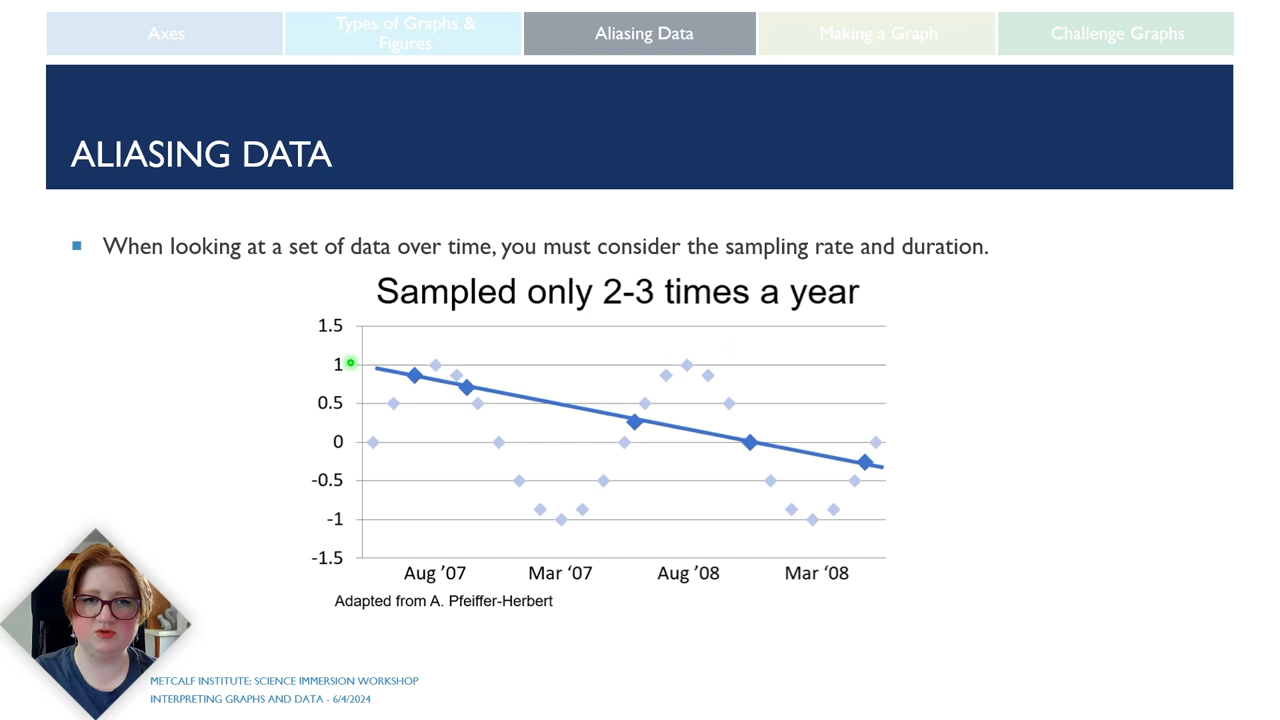 Axes
Types of Graphs &
Figures
Aliasing Data
Making a Graph
Challenge Graphs
ALIASING DATA
When looking at a set of data over time, you must consider the sampling rate and duration.
Sampled only 2-3 times a year
1.5
1
0.5
0
-0.5
-1
-1.5
Aug ’07
Mar ‘07
Aug ’08
Mar ‘08
Adapted from A. Pfeiffer-Herbert
METCALF INSTITUTE: SCIENCE IMMERSION WORKSHOP
INTERPRETING GRAPHS AND DATA - 6/4/2024